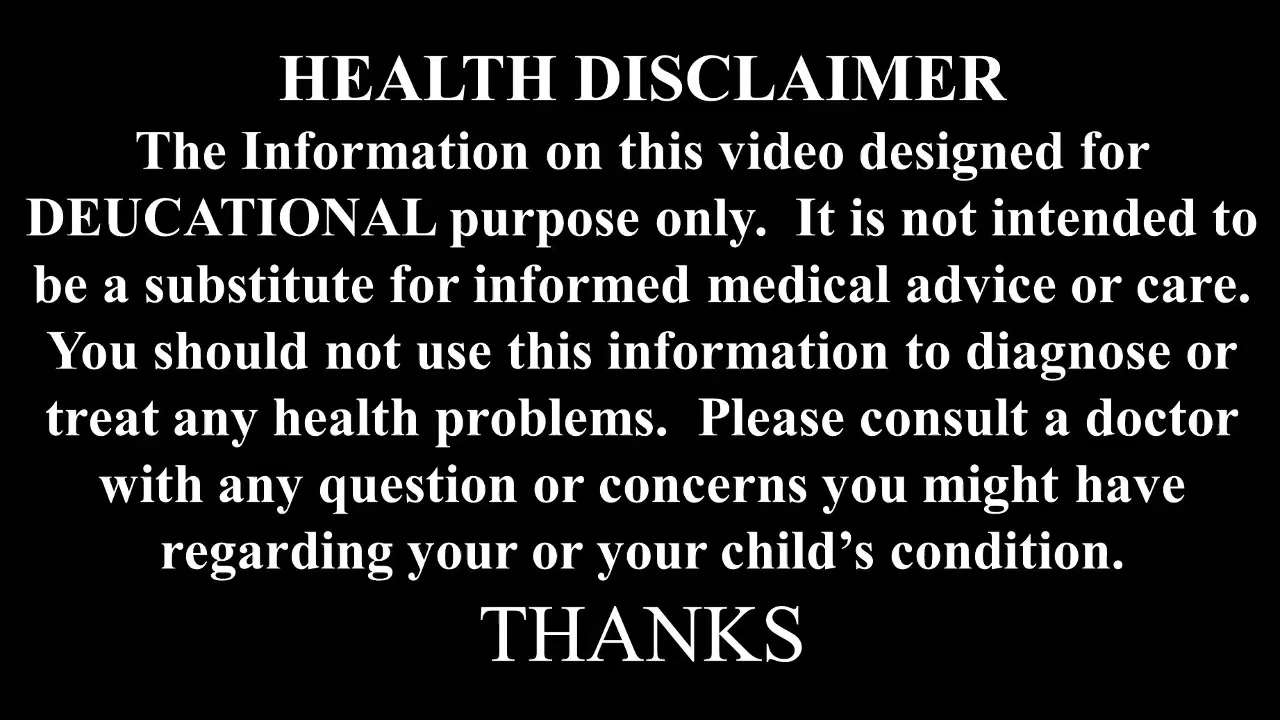 HEALTH DISCLAIMER
The Information on this video designed for
DEUCATIONAL purpose only.  It is not intended to
be a substitute for informed medical advice or care.
You should not use this information to diagnose or
treat any health problems.  Please consult a doctor
with any question or concerns you might have
regarding your or your child’s condition.
THANKS